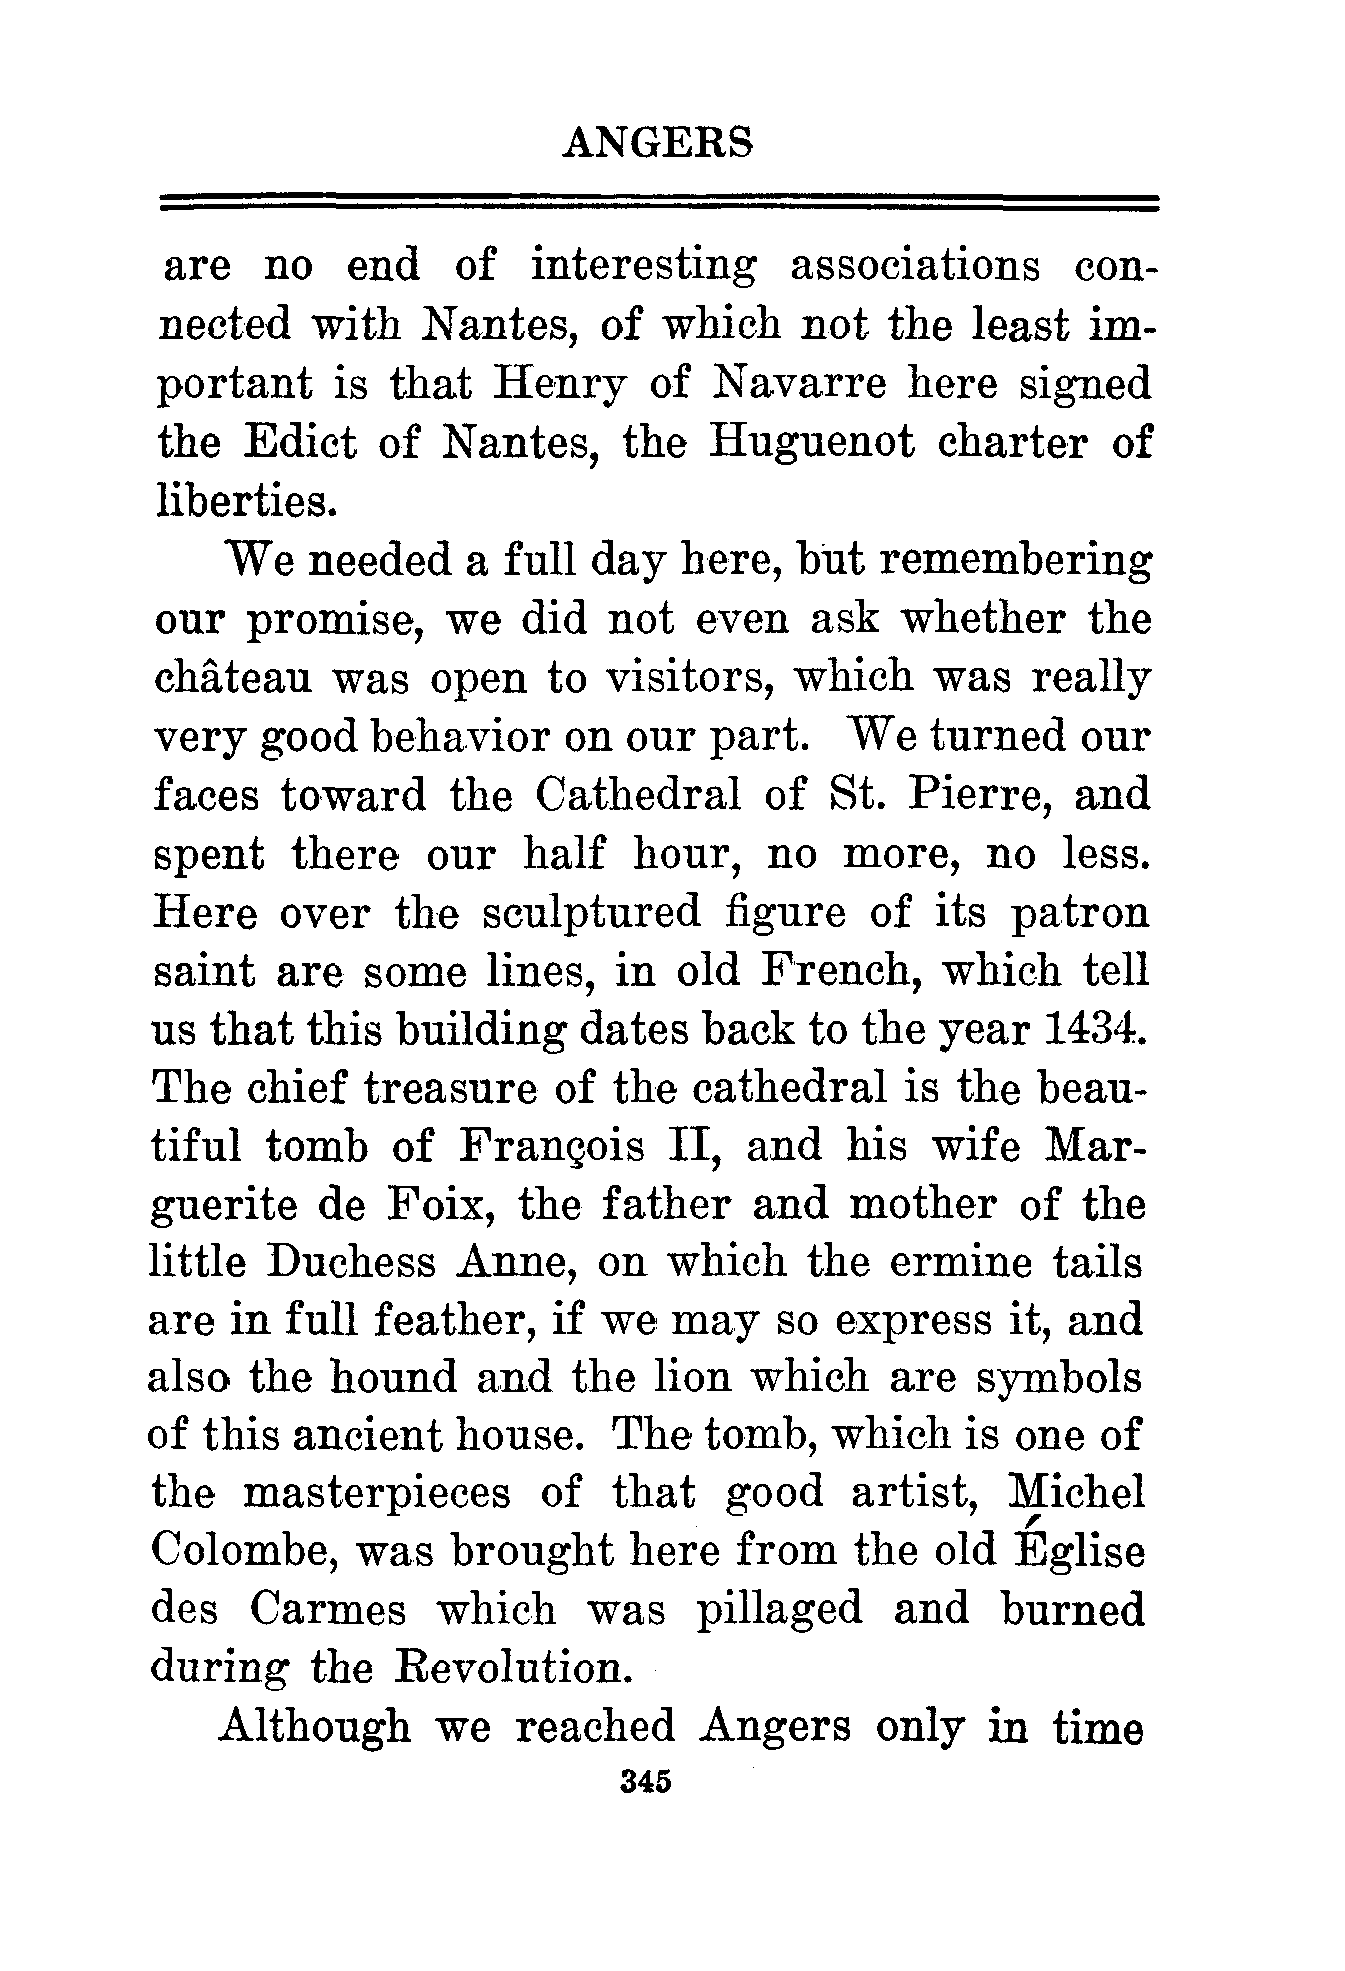 ANGERS
are no end of interesting associations con-
nected with Nantes, of which not the least im-
portant is that Henry of Navarre here signed
the Edict of Nantes, the Huguenot charter of
liberties.
We needed a full day here, but remembering
our promise, we did not even ask whether the
château was open to visitors, which was really
very good behavior on our part. We turned our
faces toward the Cathedral of St. Pierre, and
spent there our half hour, no more, no less.
Here over the sculptured figure of its patron
saint are some lines, in old French, which tell
us that this building dates back to the year 1434.
The chief treasure of the cathedral is the beau-
tiful tomb of François II, and his wife Mar-
guerite de Foix, the father and mother of the
little Duchess Anne, on which the ermine tails
are in full feather, if we may so express it, and
also the hound and the lion which are symbols
of this ancient house. The tomb, which is one of
the masterpieces of that good artist, Michel
Colombe, was brought here from the old Église
des Carmes which was pillaged and burned
during the Revolution.
Although we reached Angers only in time
345